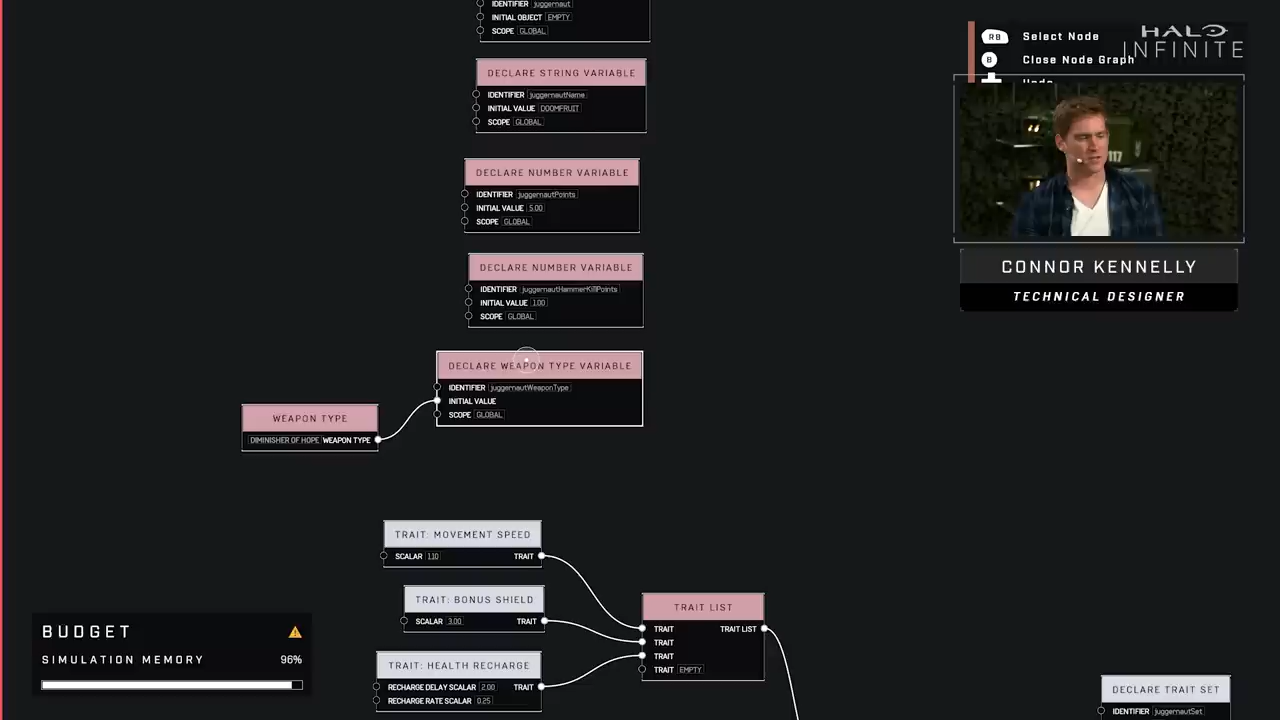 IDENTIFIER juggernaut
INITIAL OBJECT EMPTY
SCOPE GLOBAL
DECLARE STRING VARIABLE
IDENTIFIER juggernautName
INITIAL VALUE DOOMFRUIT
SCOPE GLOBAL
DECLARE NUMBER VARIABLE
IDENTIFIER juggernautPoints
INITIAL VALUE 5.00
SCOPE GLOBAL
DECLARE NUMBER VARIABLE
IDENTIFIER juggernautHammerKillPoints
INITIAL VALUE 1.00
SCOPE GLOBAL
DECLARE WEAPON TYPE VARIABLE
IDENTIFIER juggernautWeaponType
INITIAL VALUE
SCOPE GLOBAL
WEAPON TYPE
DIMINISHER OF HOPE WEAPON TYPE
TRAIT: MOVEMENT SPEED
SCALAR 1.10 TRAIT
TRAIT: BONUS SHIELD
SCALAR 3.00 TRAIT
TRAIT: HEALTH RECHARGE
RECHARGE DELAY SCALAR 2.00 TRAIT
RECHARGE RATE SCALAR 0.25
TRAIT LIST
TRAIT TRAIT LIST
TRAIT
TRAIT
TRAIT EMPTY
DECLARE TRAIT SET
IDENTIFIER juggernautSet
RB Select Node
B Close Node Graph
Undo
HALO
INFINITE
117
CONNOR KENNELLY
TECHNICAL DESIGNER
BUDGET
SIMULATION MEMORY 96%